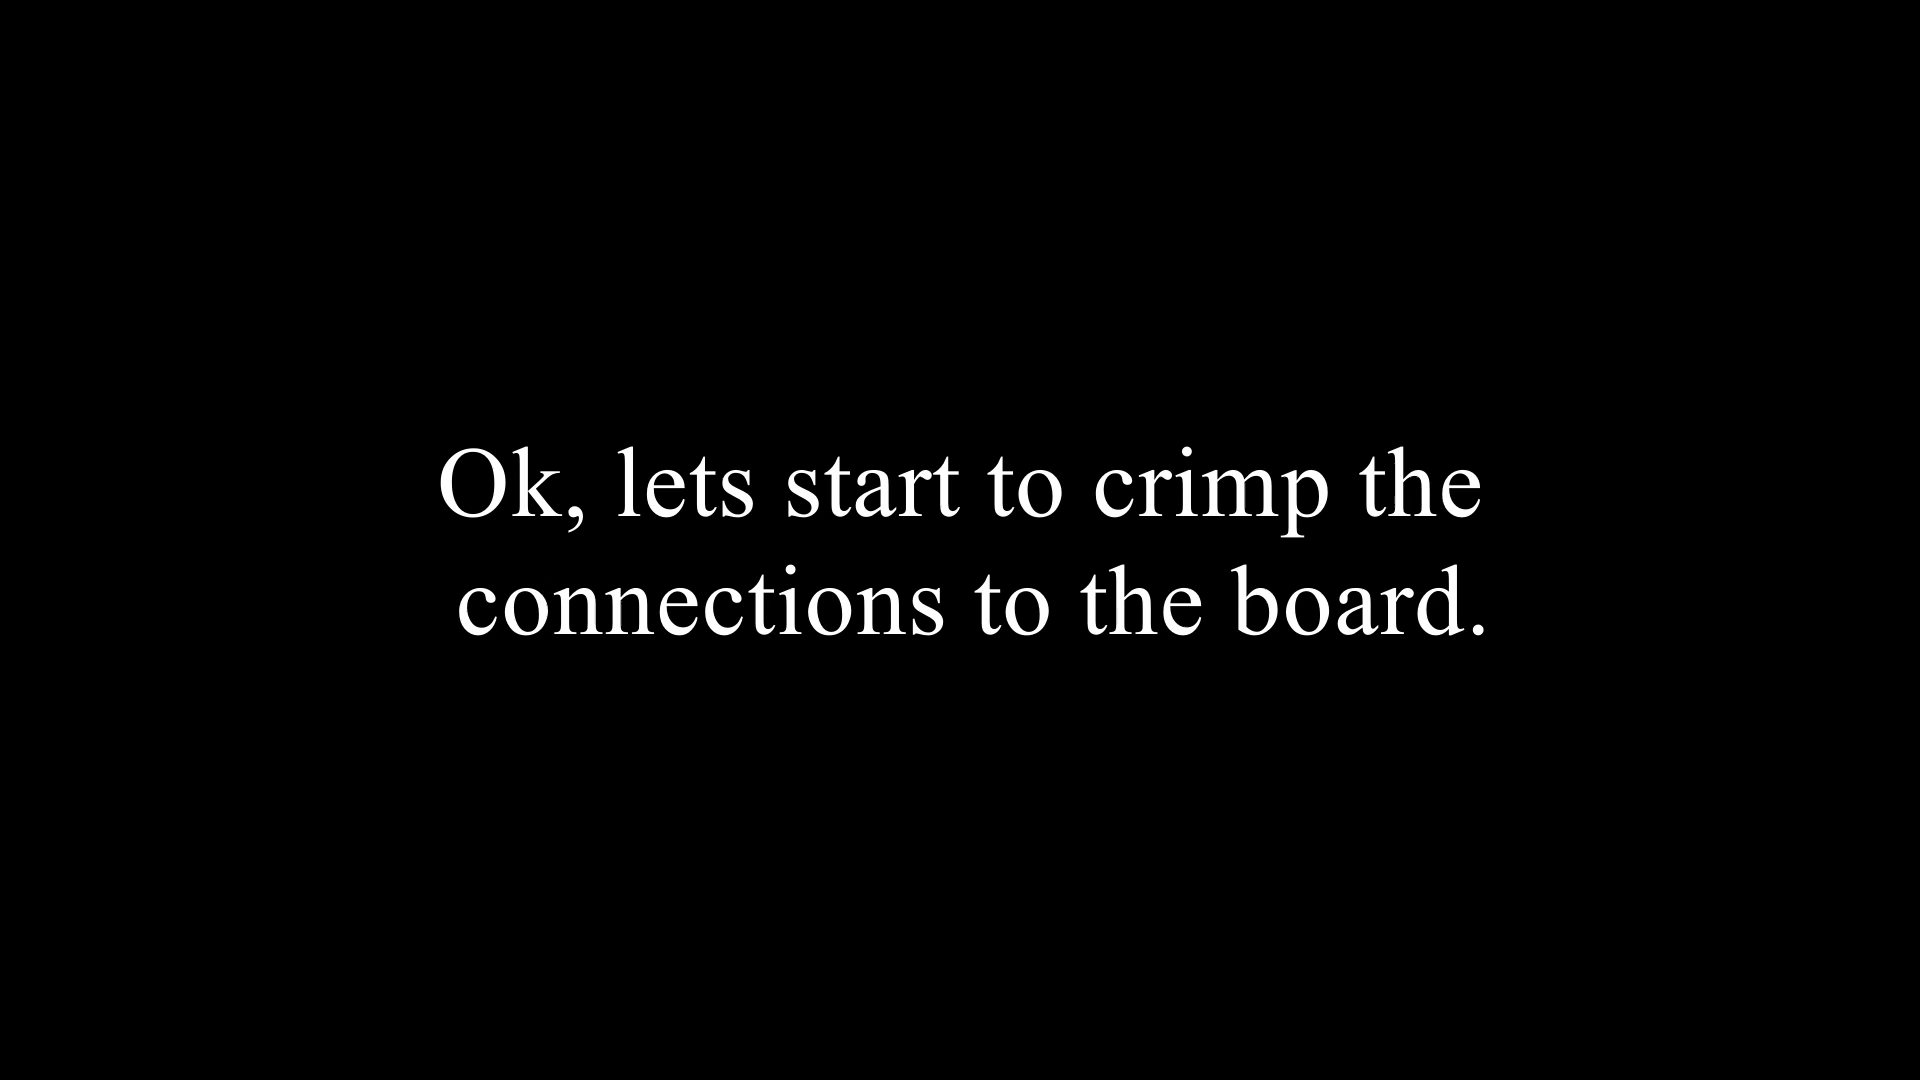 Ok, lets start to crimp the
connections to the board.